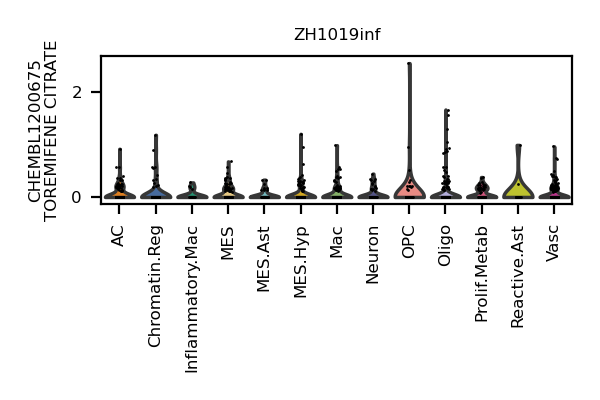 ZH1019inf
CHEMBL1200675
TOREMIFENE CITRATE
2
0
AC
Chromatin.Reg
Inflammatory.Mac
MES
MES.Ast
MES.Hyp
Mac
Neuron
OPC
Oligo
Prolif.Metab
Reactive.Ast
Vasc